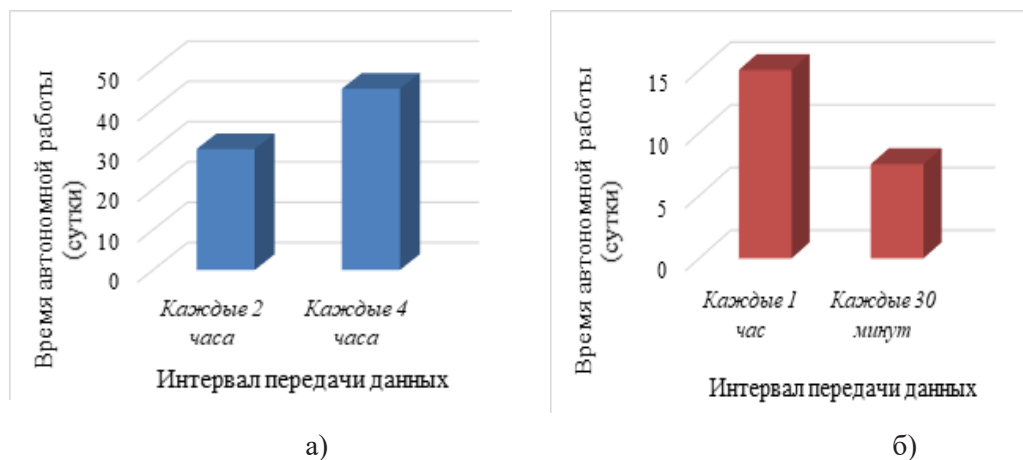 Время автономной работы
(сутки)
50
40
30
20
10
0
Каждые 2
часа
Каждые 4
часа
Интервал передачи данных
а)
Время автономной работы
(сутки)
15
10
5
0
Каждые 1
час
Каждые 30
минут
Интервал передачи данных
б)